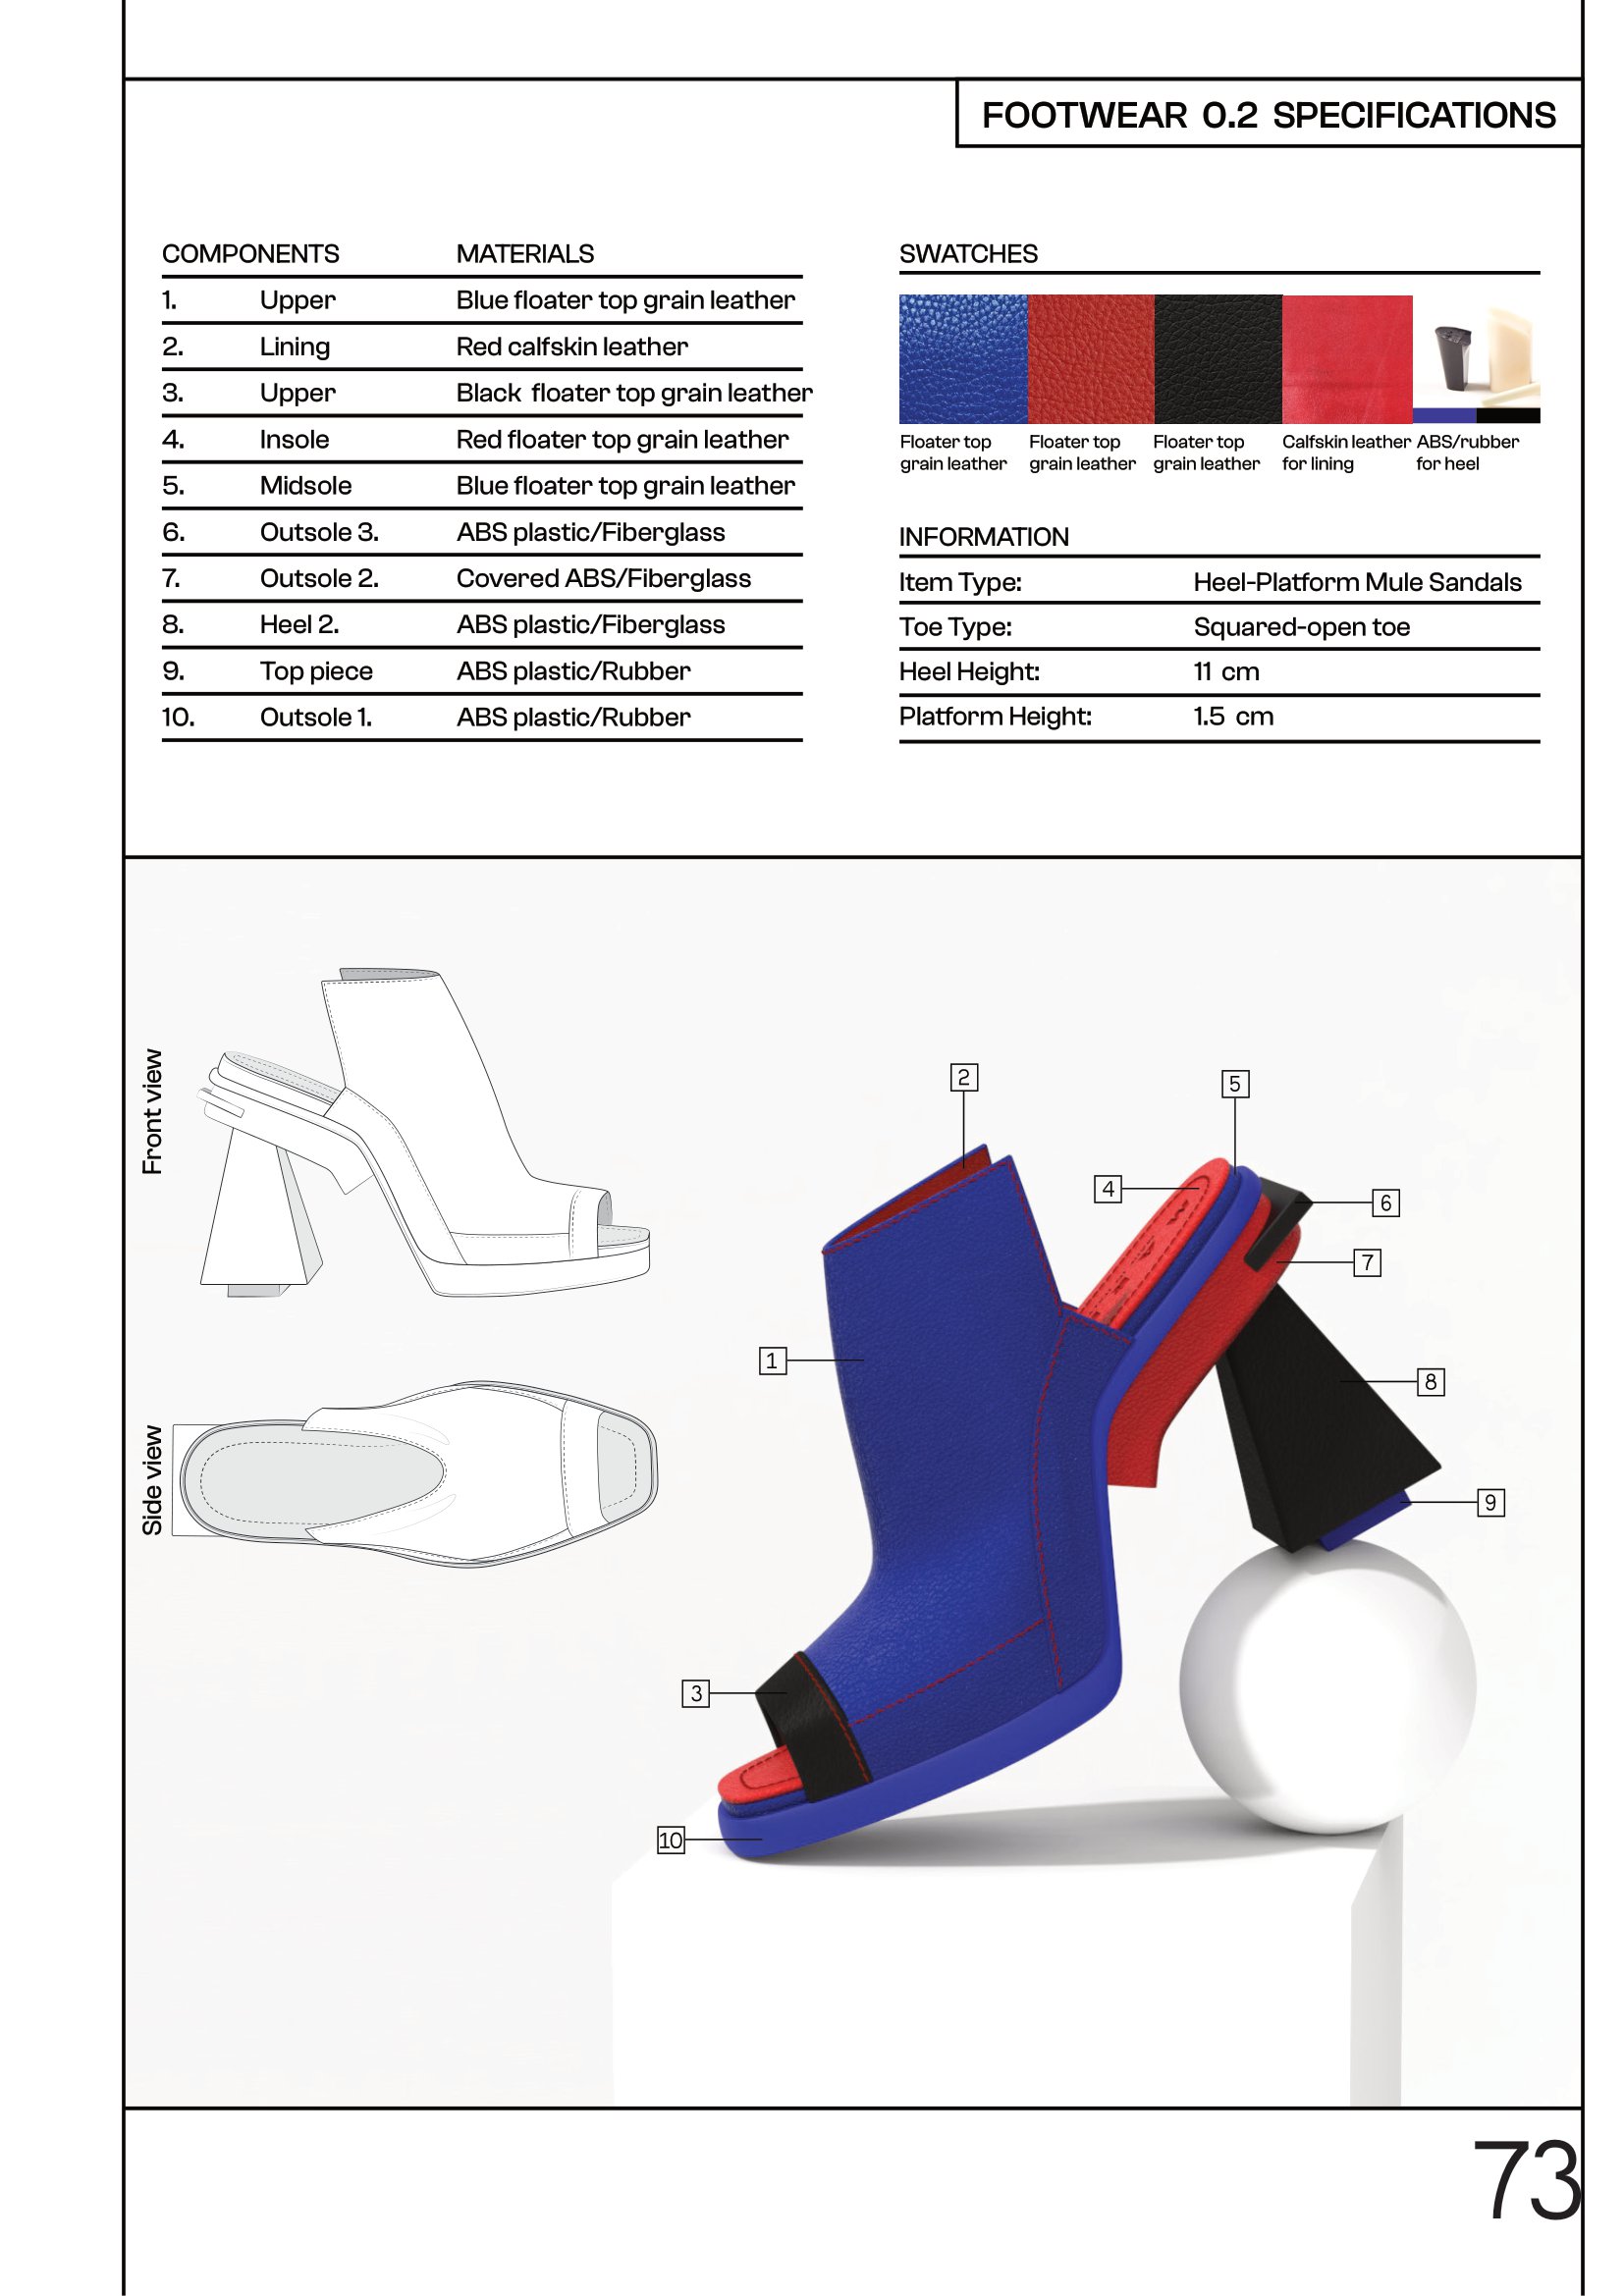 FOOTWEAR 0.2 SPECIFICATIONS
COMPONENTS MATERIALS
1. Upper Blue floater top grain leather
2. Lining Red calfskin leather
3. Upper Black floater top grain leather
4. Insole Red floater top grain leather
5. Midsole Blue floater top grain leather
6. Outsole 3. ABS plastic/Fiberglass
7. Outsole 2. Covered ABS/Fiberglass
8. Heel 2. ABS plastic/Fiberglass
9. Top piece ABS plastic/Rubber
10. Outsole 1. ABS plastic/Rubber
SWATCHES
Floater top
grain leather
Floater top
grain leather
Floater top
grain leather
Calfskin leather
for lining
ABS/rubber
for heel
INFORMATION
Item Type: Heel-Platform Mule Sandals
Toe Type: Squared-open toe
Heel Height: 11 cm
Platform Height: 1.5 cm
Front view
Side view
2
5
4
6
7
1
8
9
3
10
73